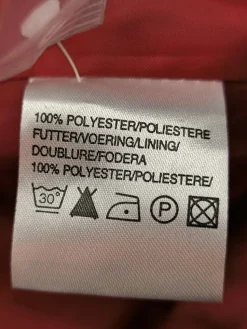 100% POLYESTER/POLIESTERE
FUTTER/VOERING/LINING/
DOUBLURE/FODERA
100% POLYESTER/POLIESTERE/
30° P